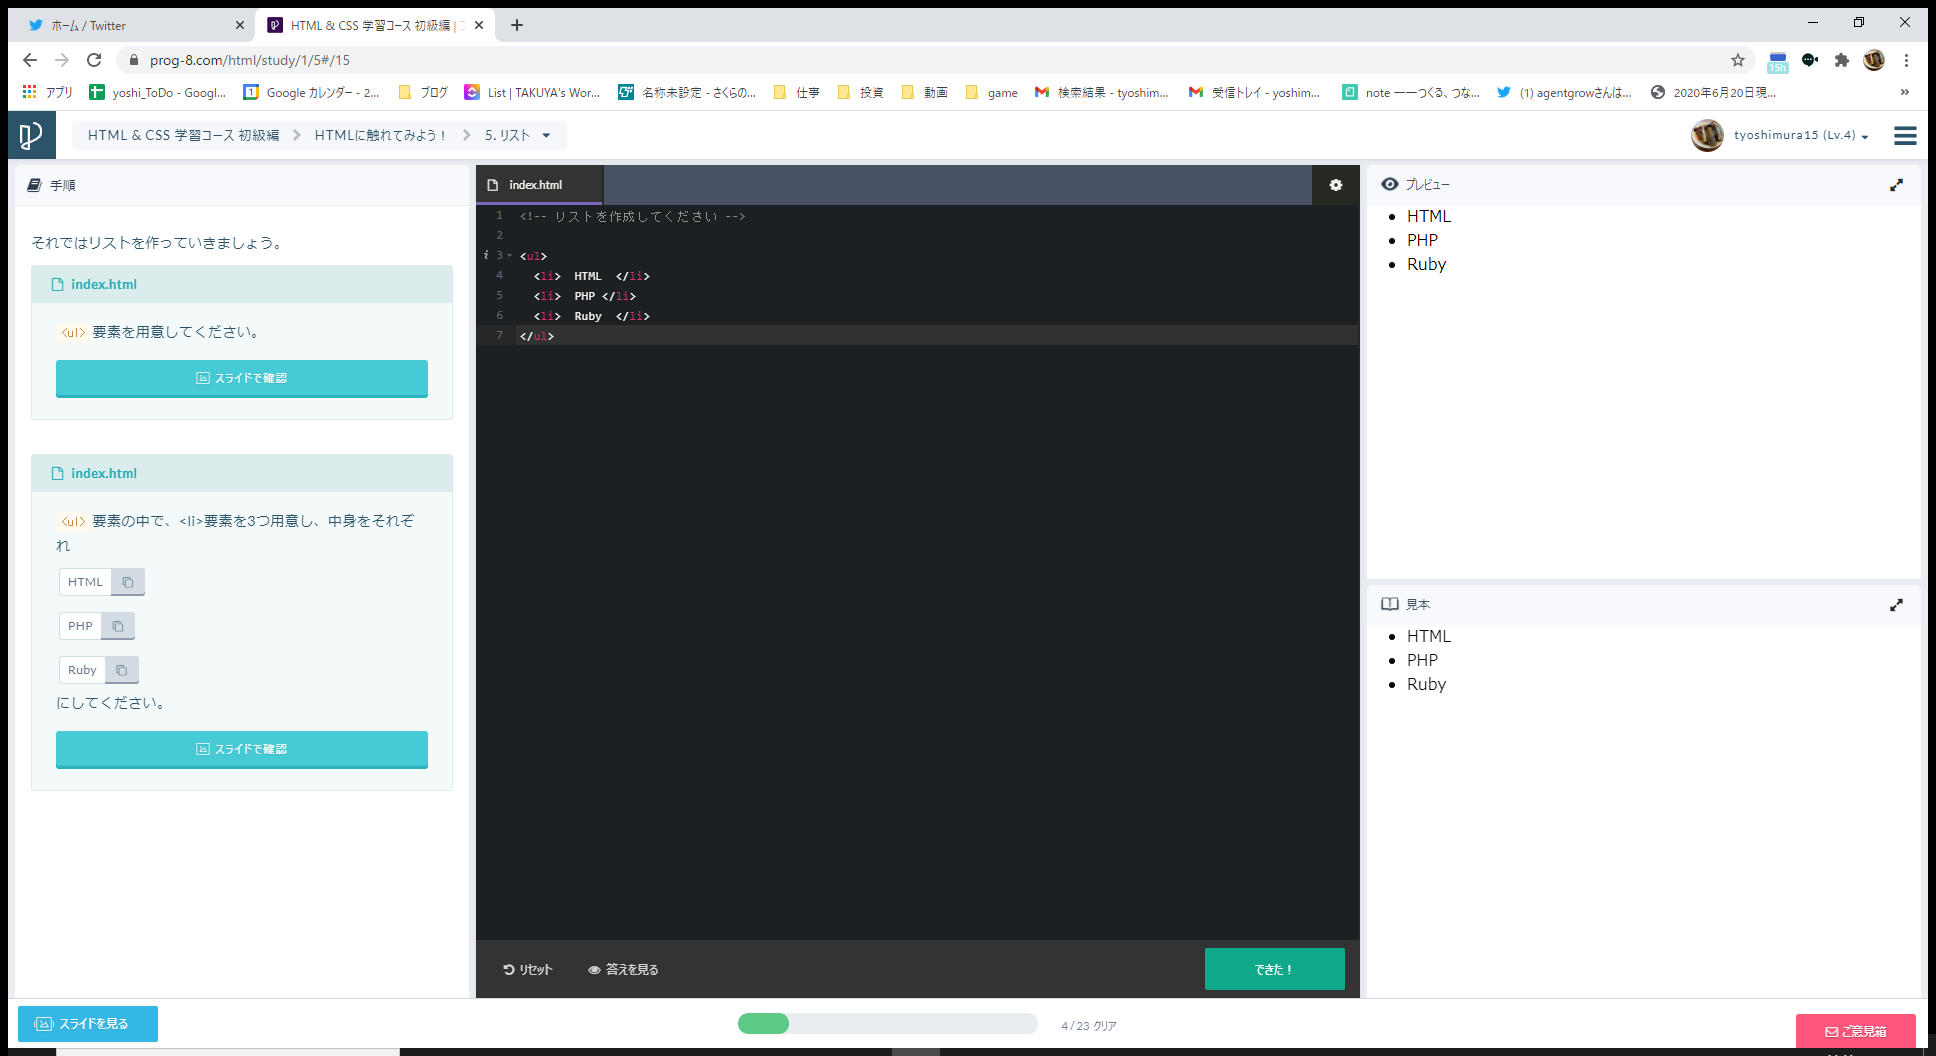 ホーム / Twitter
HTML & CSS 学習コース 初級編 |
prog-8.com/html/study/1/5#/15
15h
アプリ
yoshi_ToDo - Googl...
Google カレンダー - 2...
ブログ
List | TAKUYA's Wor...
名称未設定 - さくらの...
仕事
投資
動画
game
検索結果 - tyoshim...
受信トレイ - yoshim...
note ――つくる、つな...
(1) agentgrowさんは...
2020年6月20日現...
»
HTML & CSS 学習コース 初級編
HTMLに触れてみよう！
5. リスト
tyoshimura15 (Lv.4)
手順
それではリストを作っていきましょう。
index.html
<ul> 要素を用意してください。
スライドで確認
index.html
<ul> 要素の中で、<li>要素を3つ用意し、中身をそれぞ
れ
HTML
PHP
Ruby
にしてください。
スライドで確認
index.html
1 <!-- リストを作成してください -->
2
i 3 <ul>
4 <li>  HTML  </li>
5 <li>  PHP </li>
6 <li>  Ruby  </li>
7 </ul>
リセット
答えを見る
できた！
プレビュー
• HTML
• PHP
• Ruby
見本
• HTML
• PHP
• Ruby
スライドを見る
4 / 23 クリア
ご意見箱